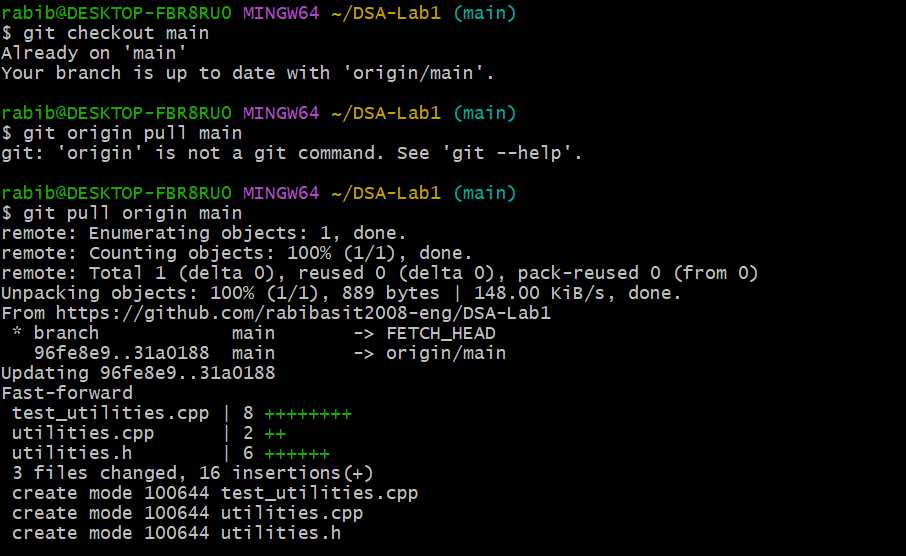 rabib@DESKTOP-FBR8RU0 MINGW64 ~/DSA-Lab1 (main)
$ git checkout main
Already on 'main'
Your branch is up to date with 'origin/main'.
rabib@DESKTOP-FBR8RU0 MINGW64 ~/DSA-Lab1 (main)
$ git origin pull main
git: 'origin' is not a git command. See 'git --help'.
rabib@DESKTOP-FBR8RU0 MINGW64 ~/DSA-Lab1 (main)
$ git pull origin main
remote: Enumerating objects: 1, done.
remote: Counting objects: 100% (1/1), done.
remote: Total 1 (delta 0), reused 0 (delta 0), pack-reused 0 (from 0)
Unpacking objects: 100% (1/1), 889 bytes | 148.00 KiB/s, done.
From https://github.com/rabibasit2008-eng/DSA-Lab1
 * branch            main       -> FETCH_HEAD
   96fe8e9..31a0188  main       -> origin/main
Updating 96fe8e9..31a0188
Fast-forward
 test_utilities.cpp | 8 ++++++++
 utilities.cpp      | 2 ++
 utilities.h        | 6 ++++++
 3 files changed, 16 insertions(+)
 create mode 100644 test_utilities.cpp
 create mode 100644 utilities.cpp
 create mode 100644 utilities.h